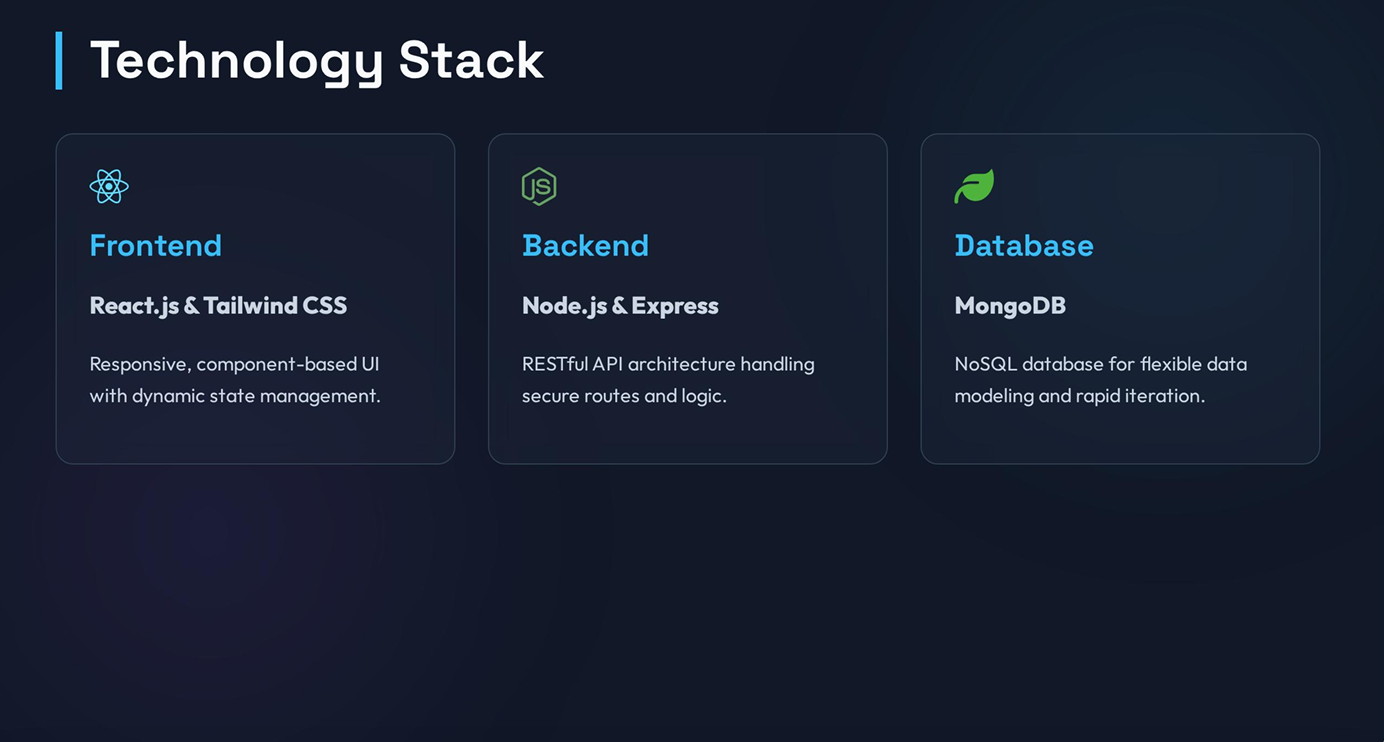 Technology Stack
JS
Frontend
Backend
Database
React.js & Tailwind CSS
Node.js & Express
MongoDB
Responsive, component-based UI
with dynamic state management.
RESTful API architecture handling
secure routes and logic.
NoSQL database for flexible data
modeling and rapid iteration.